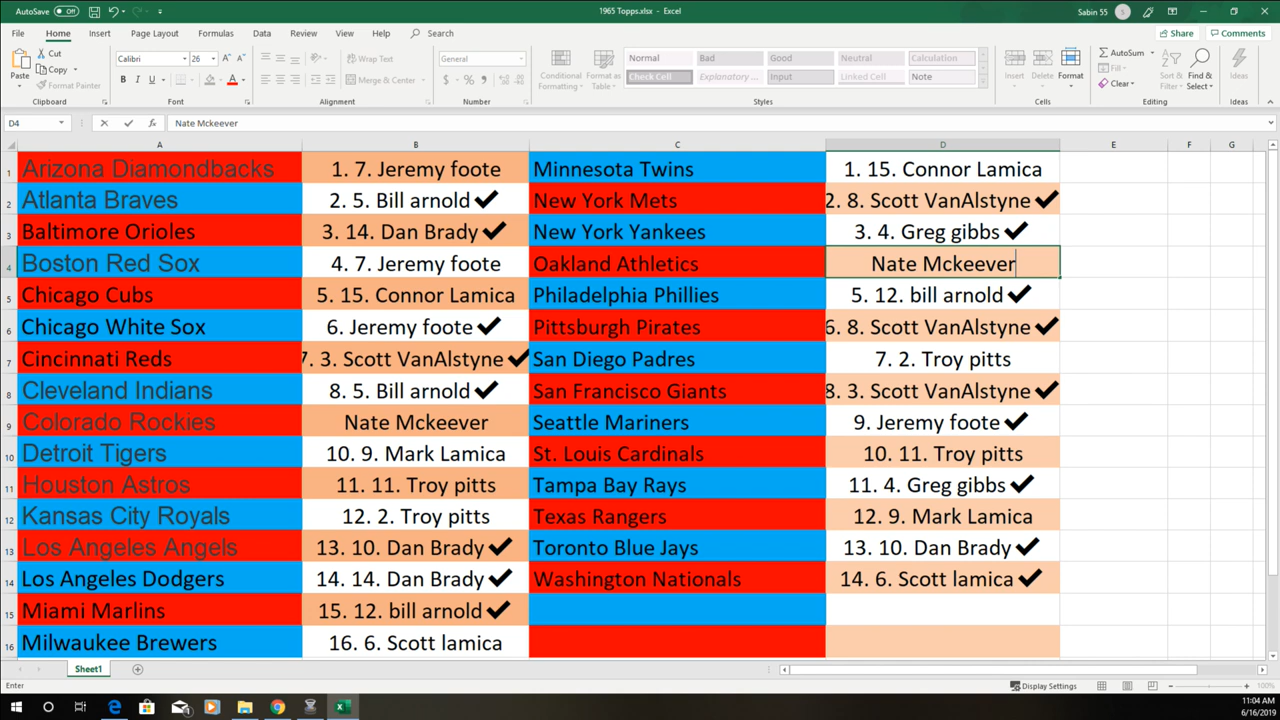 AutoSave Off
1965 Topps.xlsx - Excel
Sabin 55 S
File Home Insert Page Layout Formulas Data Review View Help Search Share Comments
Paste Cut Copy Format Painter Clipboard
Calibri 26 B I U Font
Wrap Text Merge & Center Alignment
General $ % Number
Conditional Formatting Format as Table
Normal Bad Good Neutral Calculation
Check Cell Explanatory ... Input Linked Cell Note
Styles
Insert Delete Format Cells
AutoSum Fill Clear Sort & Filter Find & Select Editing
Ideas Ideas
D4 fx Nate Mckeever
A B C D E F G
1 Arizona Diamondbacks 1. 7. Jeremy foote Minnesota Twins 1. 15. Connor Lamica
2 Atlanta Braves 2. 5. Bill arnold ✔ New York Mets 2. 8. Scott VanAlstyne ✔
3 Baltimore Orioles 3. 14. Dan Brady ✔ New York Yankees 3. 4. Greg gibbs ✔
4 Boston Red Sox 4. 7. Jeremy foote Oakland Athletics Nate Mckeever
5 Chicago Cubs 5. 15. Connor Lamica Philadelphia Phillies 5. 12. bill arnold ✔
6 Chicago White Sox 6. Jeremy foote ✔ Pittsburgh Pirates 6. 8. Scott VanAlstyne ✔
7 Cincinnati Reds 7. 3. Scott VanAlstyne ✔ San Diego Padres 7. 2. Troy pitts
8 Cleveland Indians 8. 5. Bill arnold ✔ San Francisco Giants 8. 3. Scott VanAlstyne ✔
9 Colorado Rockies Nate Mckeever Seattle Mariners 9. Jeremy foote ✔
10 Detroit Tigers 10. 9. Mark Lamica St. Louis Cardinals 10. 11. Troy pitts
11 Houston Astros 11. 11. Troy pitts Tampa Bay Rays 11. 4. Greg gibbs ✔
12 Kansas City Royals 12. 2. Troy pitts Texas Rangers 12. 9. Mark Lamica
13 Los Angeles Angels 13. 10. Dan Brady ✔ Toronto Blue Jays 13. 10. Dan Brady ✔
14 Los Angeles Dodgers 14. 14. Dan Brady ✔ Washington Nationals 14. 6. Scott lamica ✔
15 Miami Marlins 15. 12. bill arnold ✔
16 Milwaukee Brewers 16. 6. Scott lamica
Sheet1
Enter Display Settings 100%
11:04 AM
6/16/2019